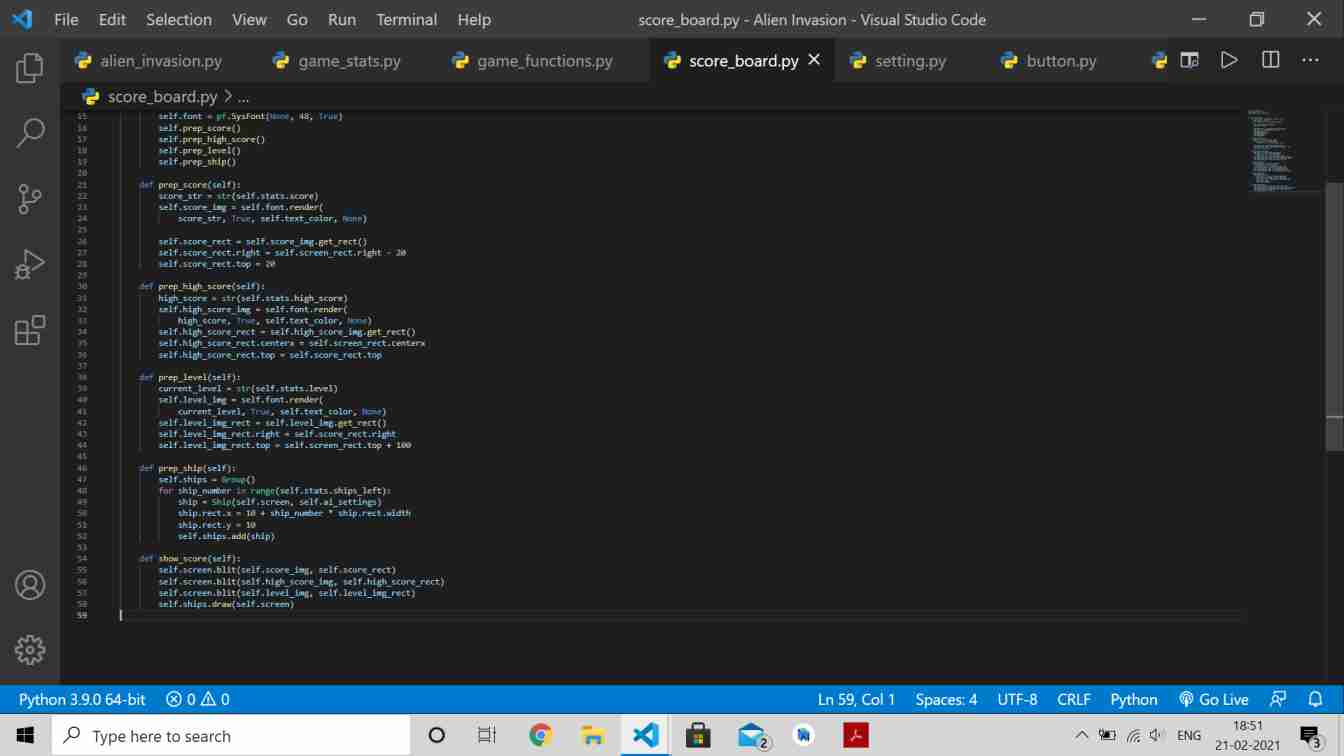 File Edit Selection View Go Run Terminal Help score_board.py - Alien Invasion - Visual Studio Code
alien_invasion.py game_stats.py game_functions.py score_board.py setting.py button.py
score_board.py > ...
15 self.font = pf.SysFont(None, 48, True)
16 self.prep_score()
17 self.prep_high_score()
18 self.prep_level()
19 self.prep_ship()
20
21 def prep_score(self):
22 score_str = str(self.stats.score)
23 self.score_img = self.font.render(
24 score_str, True, self.text_color, None)
25
26 self.score_rect = self.score_img.get_rect()
27 self.score_rect.right = self.screen_rect.right - 20
28 self.score_rect.top = 20
29
30 def prep_high_score(self):
31 high_score = str(self.stats.high_score)
32 self.high_score_img = self.font.render(
33 high_score, True, self.text_color, None)
34 self.high_score_rect = self.high_score_img.get_rect()
35 self.high_score_rect.centerx = self.screen_rect.centerx
36 self.high_score_rect.top = self.score_rect.top
37
38 def prep_level(self):
39 current_level = str(self.stats.level)
40 self.level_img = self.font.render(
41 current_level, True, self.text_color, None)
42 self.level_img_rect = self.level_img.get_rect()
43 self.level_img_rect.right = self.score_rect.right
44 self.level_img_rect.top = self.screen_rect.top + 100
45
46 def prep_ship(self):
47 self.ships = Group()
48 for ship_number in range(self.stats.ships_left):
49 ship = Ship(self.screen, self.ai_settings)
50 ship.rect.x = 10 + ship_number * ship.rect.width
51 ship.rect.y = 10
52 self.ships.add(ship)
53
54 def show_score(self):
55 self.screen.blit(self.score_img, self.score_rect)
56 self.screen.blit(self.high_score_img, self.high_score_rect)
57 self.screen.blit(self.level_img, self.level_img_rect)
58 self.ships.draw(self.screen)
59
Python 3.9.0 64-bit 0 0 Ln 59, Col 1 Spaces: 4 UTF-8 CRLF Python Go Live
Type here to search 2 ENG 18:51
21-02-2021 3